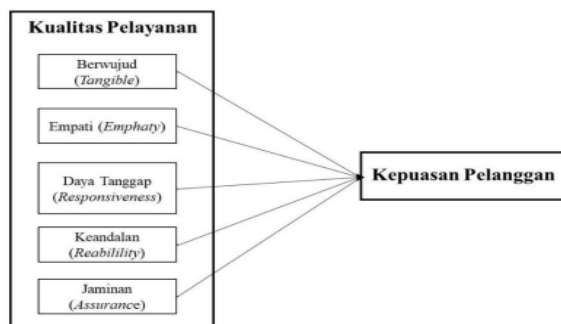 Kualitas Pelayanan
Berwujud
(Tangible)
Empati (Emphaty)
Daya Tanggap
(Responsiveness)
Keandalan
(Reabilility)
Jaminan
(Assurance)
Kepuasan Pelanggan